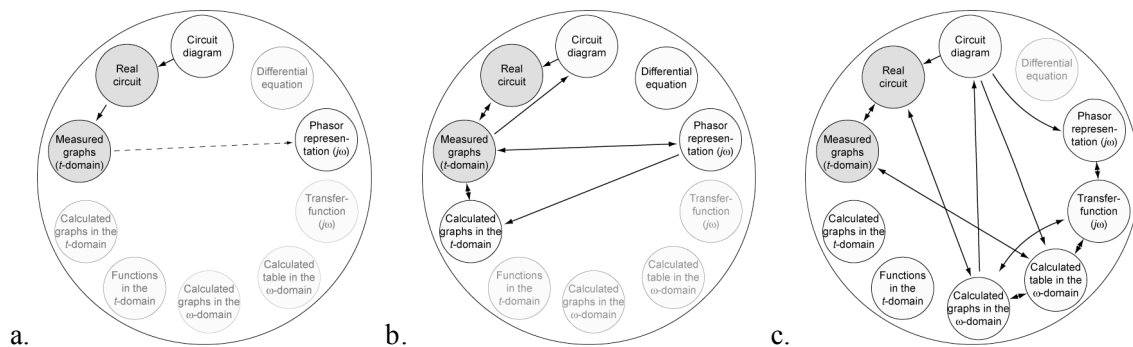 Circuit
diagram
Real
circuit
Differential
equation
Measured
graphs
(t-domain)
Phasor
represen-
tation (jω)
Transfer-
function
(jω)
Calculated
graphs in the
t-domain
Functions
in the
t-domain
Calculated
graphs in the
ω-domain
Calculated
table in the
ω-domain
a.
Circuit
diagram
Real
circuit
Differential
equation
Measured
graphs
(t-domain)
Phasor
represen-
tation (jω)
Transfer-
function
(jω)
Calculated
graphs in the
t-domain
Functions
in the
t-domain
Calculated
graphs in the
ω-domain
Calculated
table in the
ω-domain
b.
Circuit
diagram
Real
circuit
Differential
equation
Measured
graphs
(t-domain)
Phasor
represen-
tation (jω)
Transfer-
function
(jω)
Calculated
graphs in the
t-domain
Functions
in the
t-domain
Calculated
graphs in the
ω-domain
Calculated
table in the
ω-domain
c.